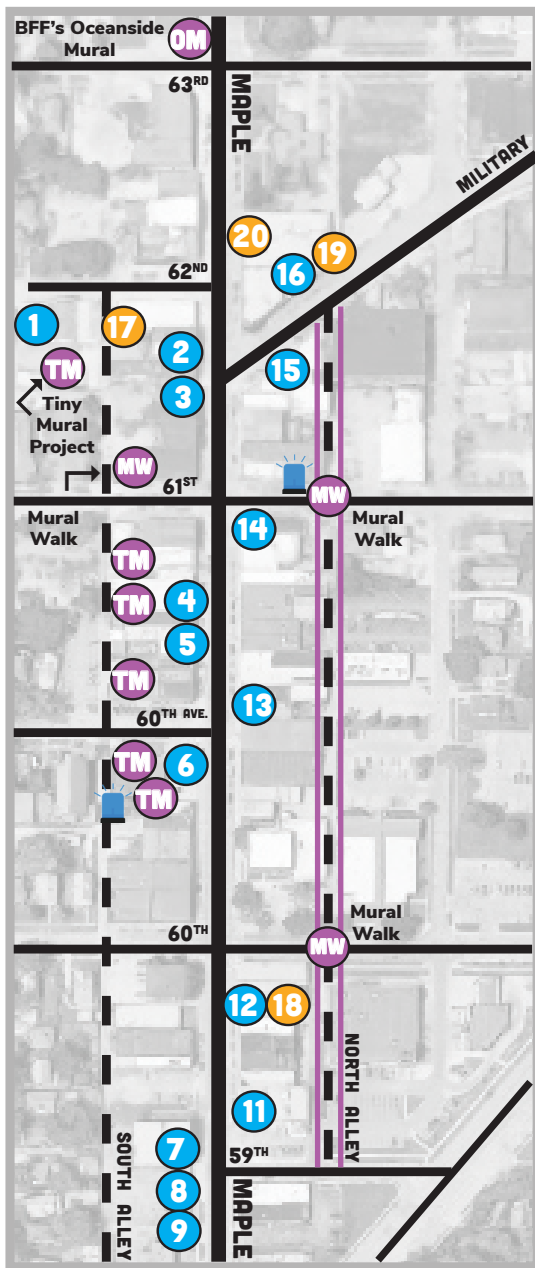 BFF's Oceanside
Mural
OM
63RD
MAPLE
MILITARY
20
19
16
62ND
1
17
2
TM
15
3
Tiny
Mural
Project
MW
61ST
MW
Mural
Walk
Mural
Walk
14
TM
TM
4
5
TM
13
60TH AVE.
TM
6
TM
Mural
Walk
60TH
MW
12
18
NORTH ALLEY
11
SOUTH ALLEY
7
59TH
8
9
MAPLE